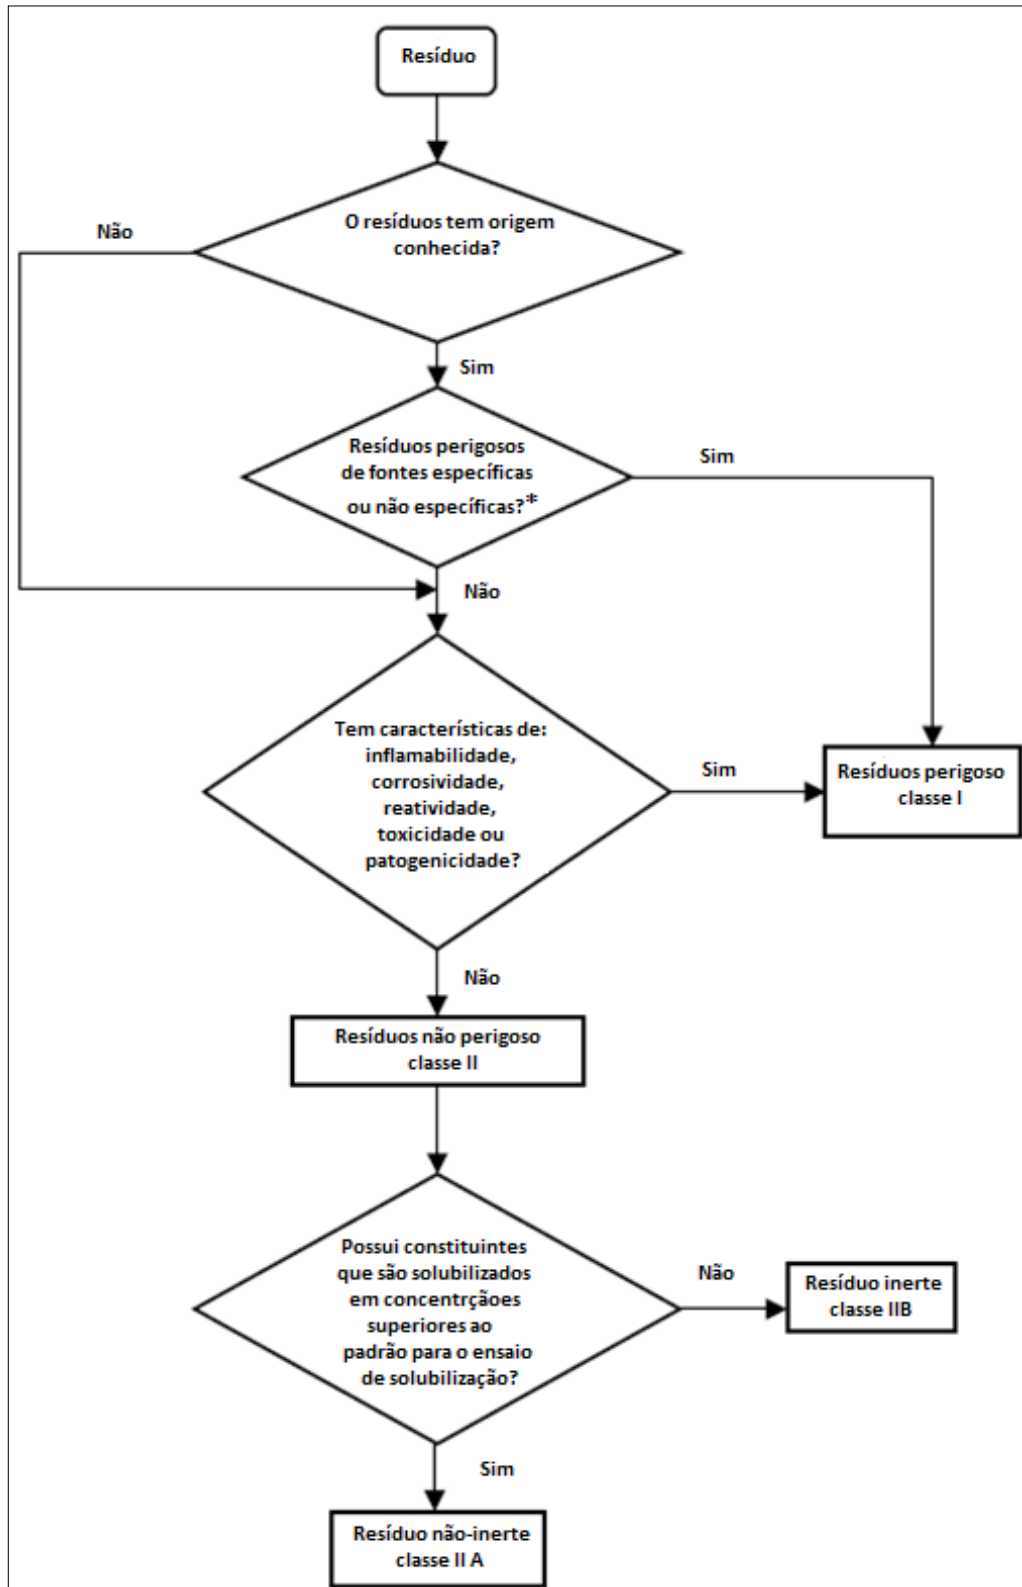 Resíduo
O resíduos tem origem
conhecida?
Não
Sim
Resíduos perigosos
de fontes específicas
ou não específicas?*
Sim
Não
Tem características de:
inflamabilidade,
corrosividade,
reatividade,
toxicidade ou
patogenicidade?
Sim
Resíduos perigoso
classe I
Não
Resíduos não perigoso
classe II
Possui constituintes
que são solubilizados
em concentrçãoes
superiores ao
padrão para o ensaio
de solubilização?
Não
Resíduo inerte
classe IIB
Sim
Resíduo não-inerte
classe II A